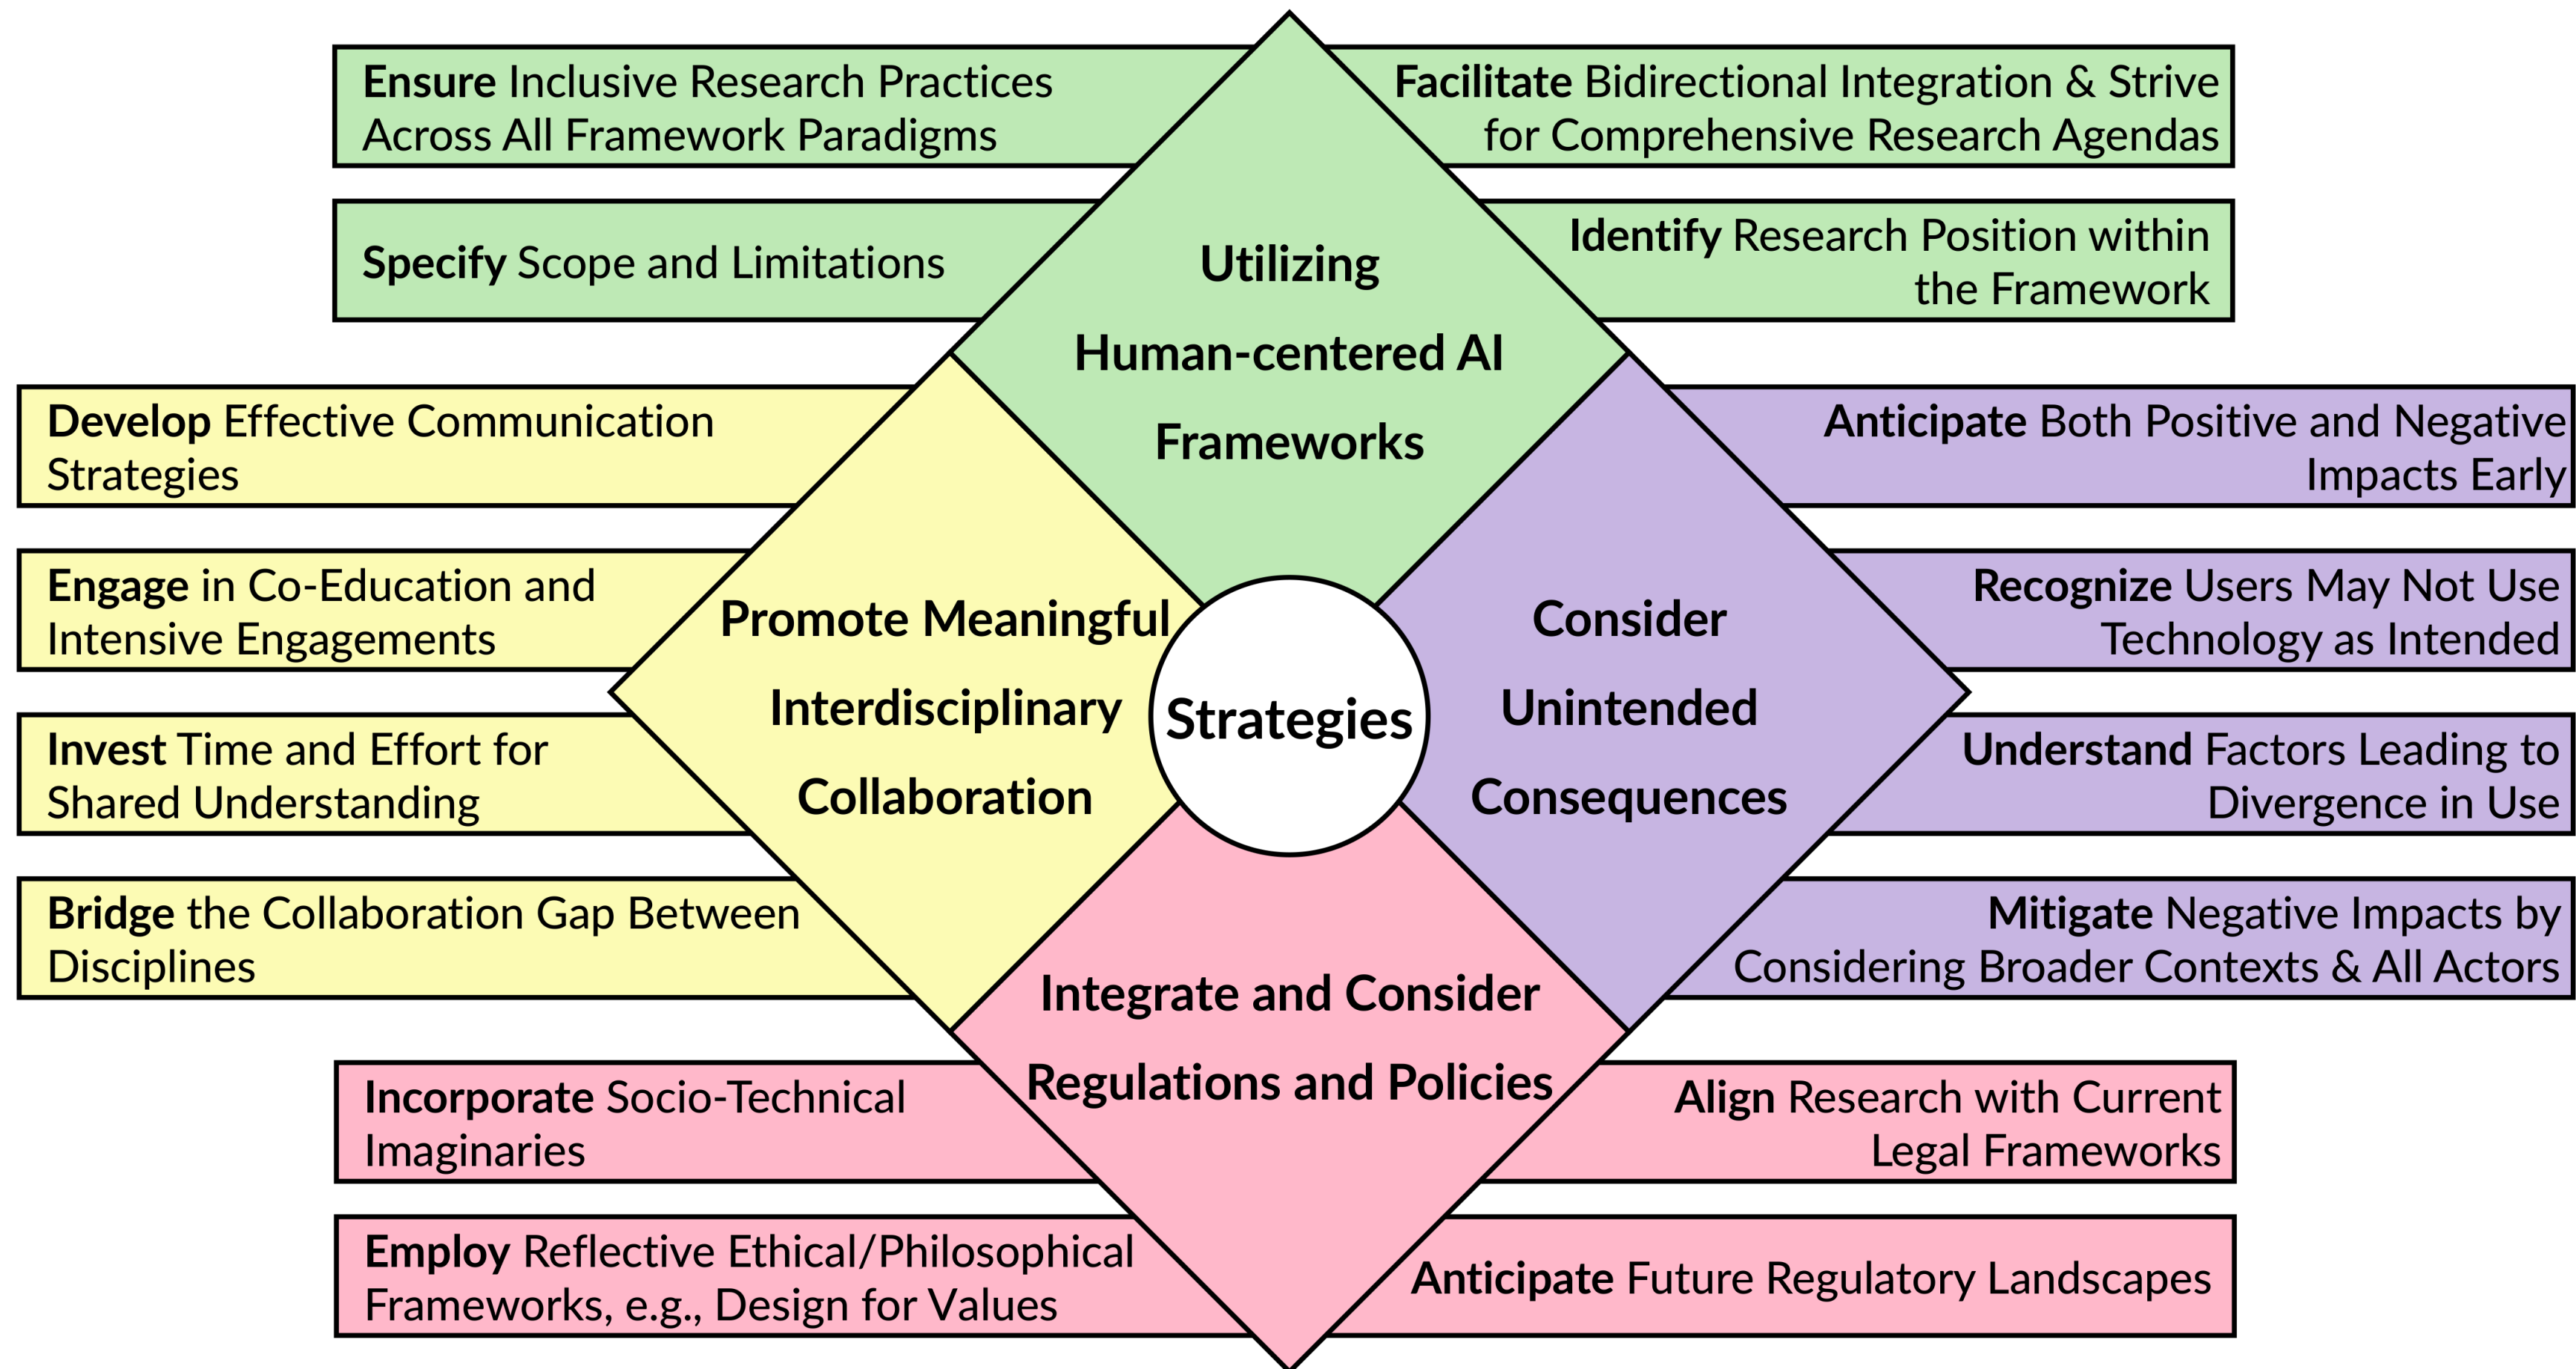 Ensure Inclusive Research Practices
Across All Framework Paradigms
Facilitate Bidirectional Integration & Strive
for Comprehensive Research Agendas
Specify Scope and Limitations
Identify Research Position within
the Framework
Utilizing
Human-centered AI
Frameworks
Develop Effective Communication
Strategies
Engage in Co-Education and
Intensive Engagements
Invest Time and Effort for
Shared Understanding
Bridge the Collaboration Gap Between
Disciplines
Promote Meaningful
Interdisciplinary
Collaboration
Strategies
Consider
Unintended
Consequences
Anticipate Both Positive and Negative
Impacts Early
Recognize Users May Not Use
Technology as Intended
Understand Factors Leading to
Divergence in Use
Mitigate Negative Impacts by
Considering Broader Contexts & All Actors
Integrate and Consider
Regulations and Policies
Incorporate Socio-Technical
Imaginaries
Employ Reflective Ethical/Philosophical
Frameworks, e.g., Design for Values
Align Research with Current
Legal Frameworks
Anticipate Future Regulatory Landscapes